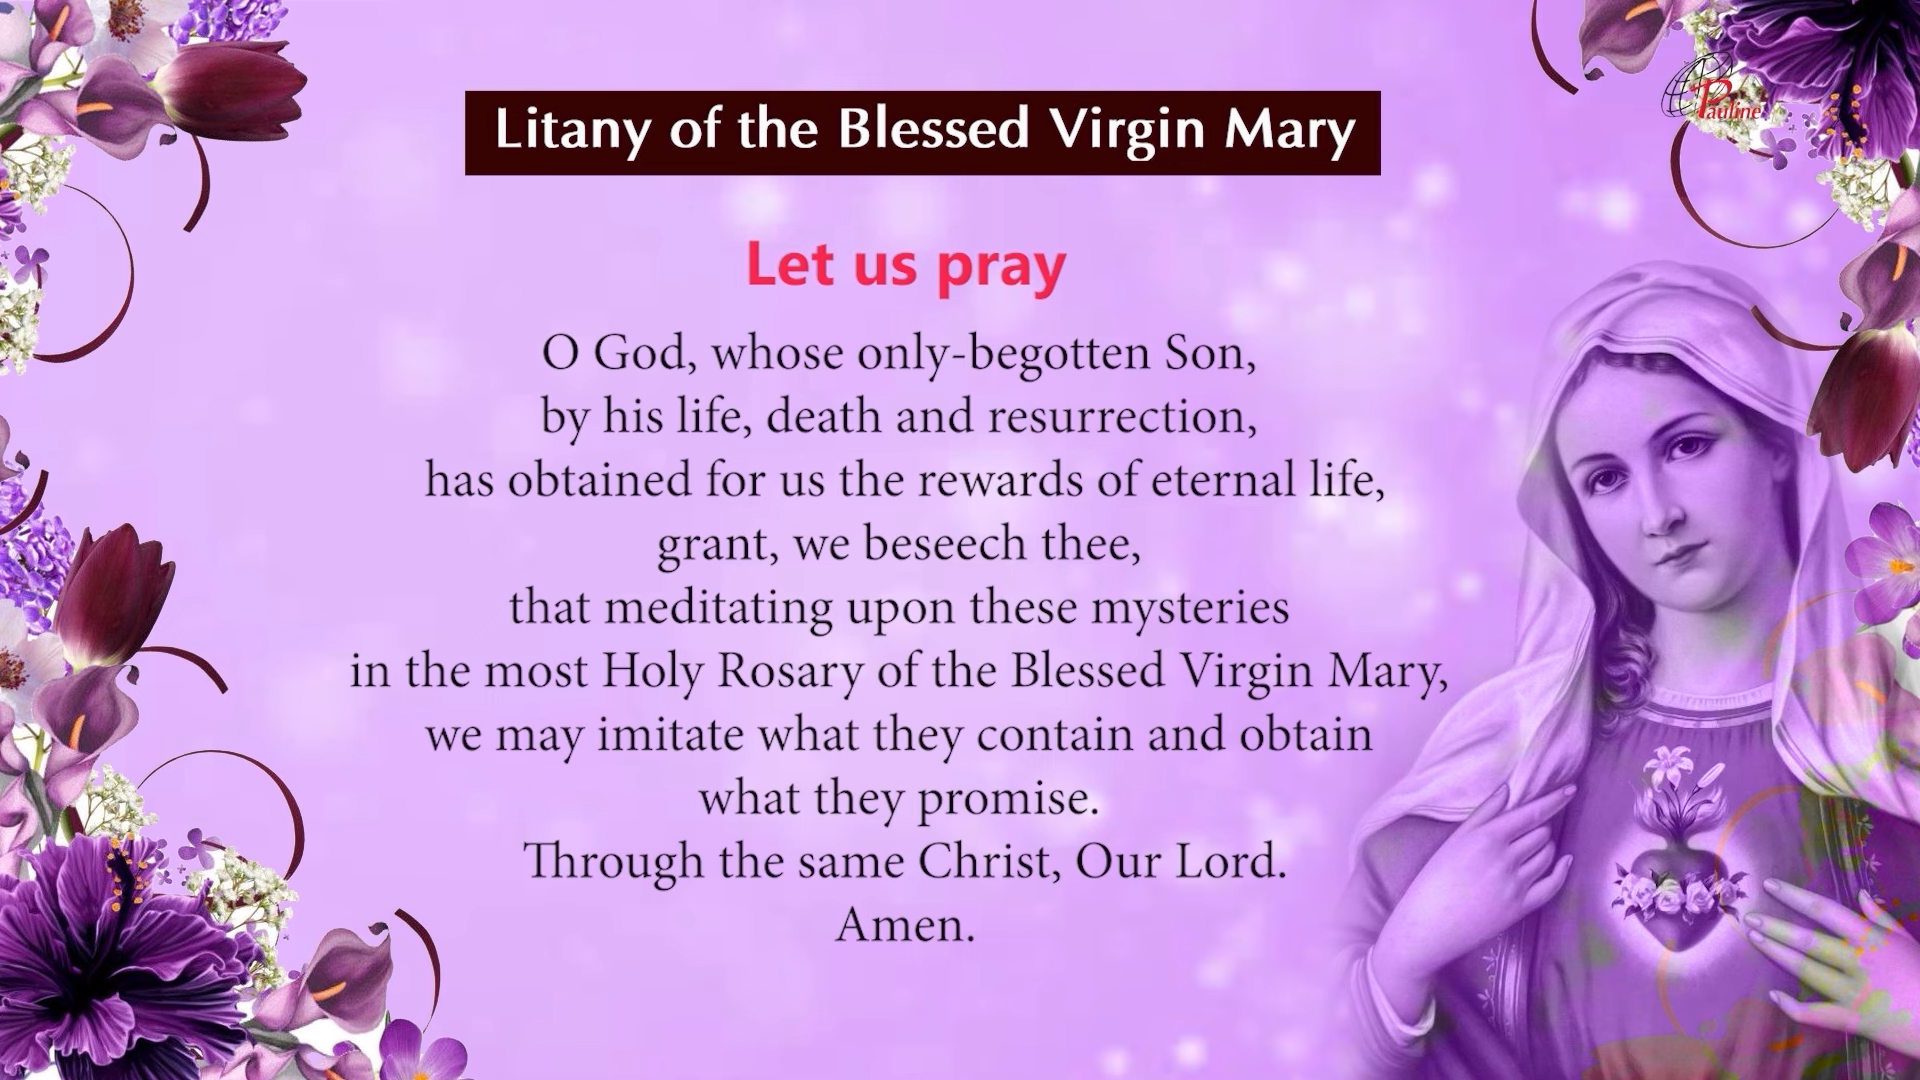 Litany of the Blessed Virgin Mary
Pauline
Let us pray
O God, whose only-begotten Son,
by his life, death and resurrection,
has obtained for us the rewards of eternal life,
grant, we beseech thee,
that meditating upon these mysteries
in the most Holy Rosary of the Blessed Virgin Mary,
we may imitate what they contain and obtain
what they promise.
Through the same Christ, Our Lord.
Amen.